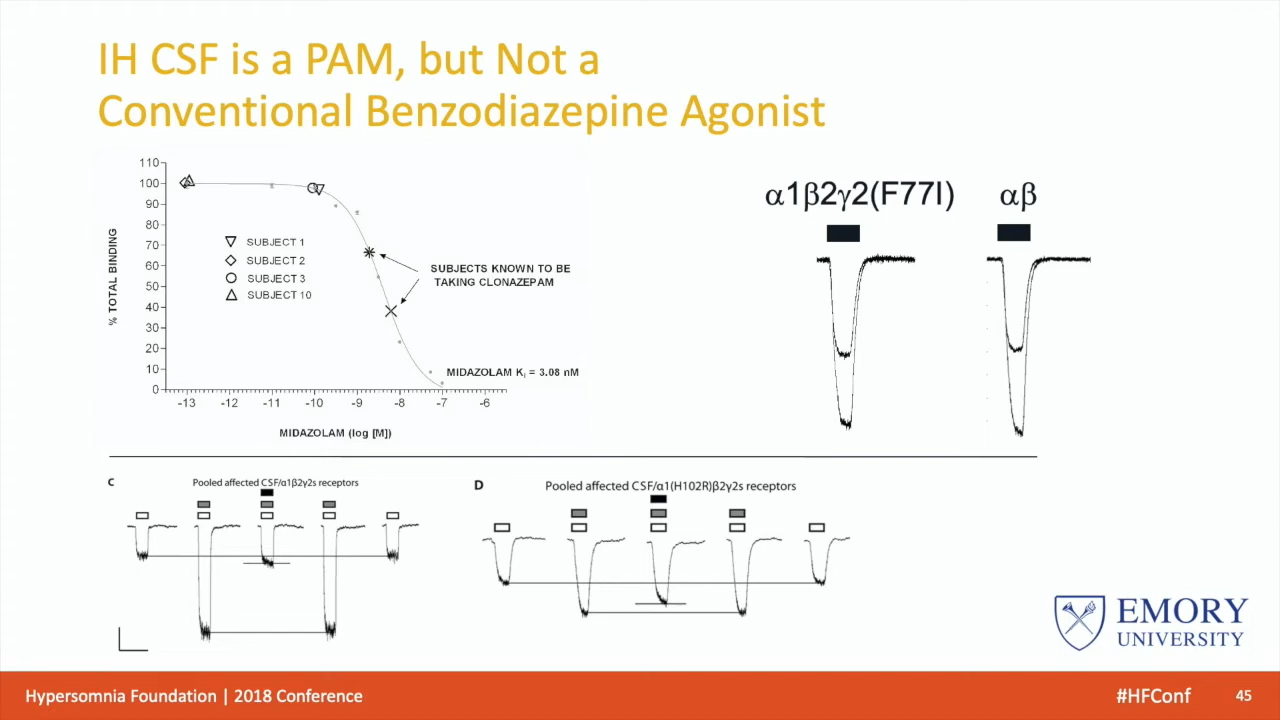 IH CSF is a PAM, but Not a
Conventional Benzodiazepine Agonist
110
100
90
80
70
60
50
40
30
20
10
0
% TOTAL BINDING
SUBJECT 1
SUBJECT 2
SUBJECT 3
SUBJECT 10
SUBJECTS KNOWN TO BE
TAKING CLONAZEPAM
MIDAZOLAM Ki = 3.08 nM
-13 -12 -11 -10 -9 -8 -7 -6
MIDAZOLAM (log [M])
α1β2γ2(F77I) αβ
C Pooled affected CSF/α1β2γ2s receptors
D Pooled affected CSF/α1(H102R)β2γ2s receptors
EMORY
UNIVERSITY
Hypersomnia Foundation | 2018 Conference
#HFConf 45